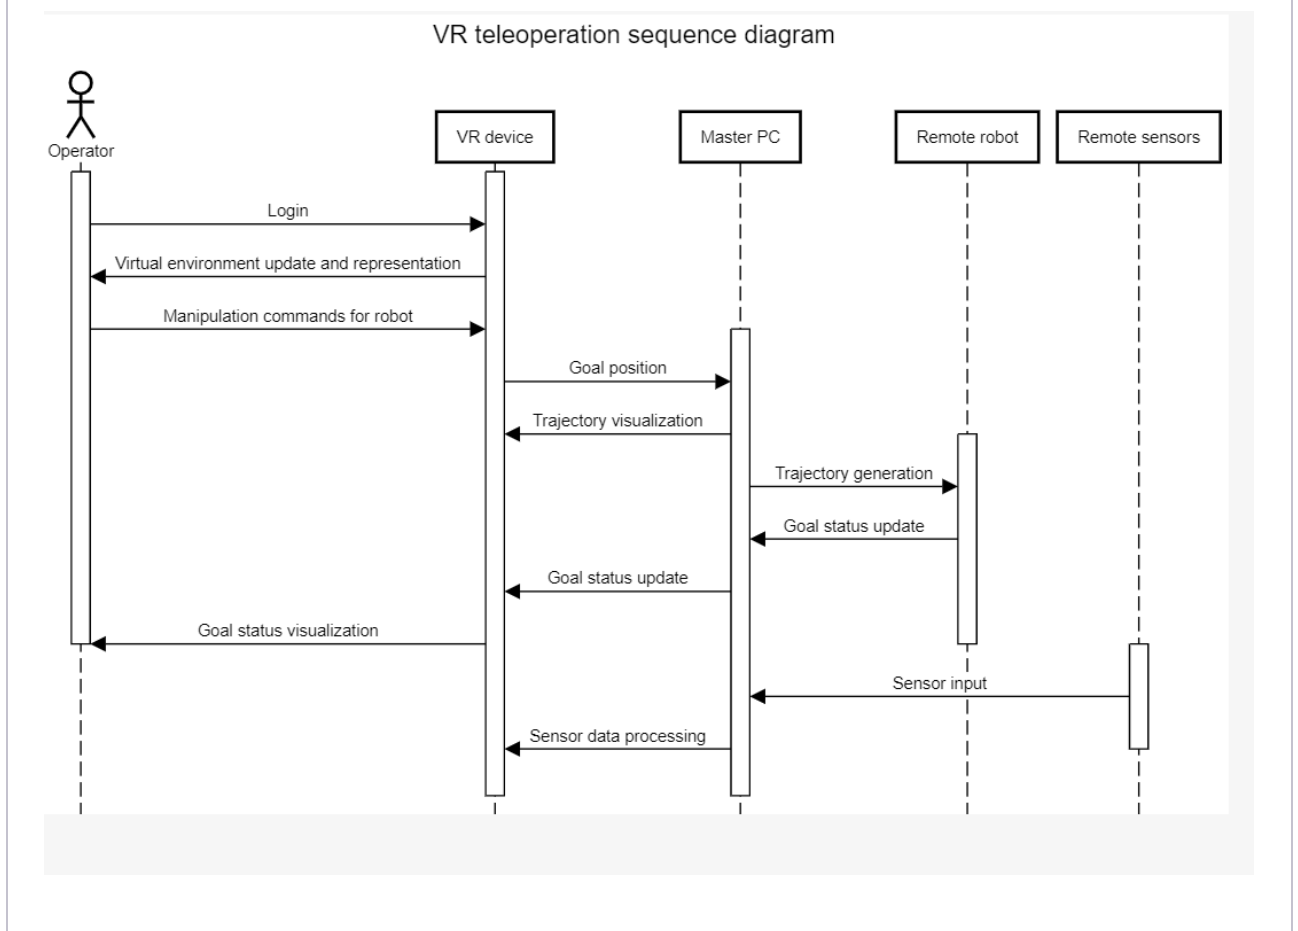 VR teleoperation sequence diagram
Operator
VR device
Master PC
Remote robot
Remote sensors
Login
Virtual environment update and representation
Manipulation commands for robot
Goal position
Trajectory visualization
Trajectory generation
Goal status update
Goal status update
Goal status visualization
Sensor input
Sensor data processing